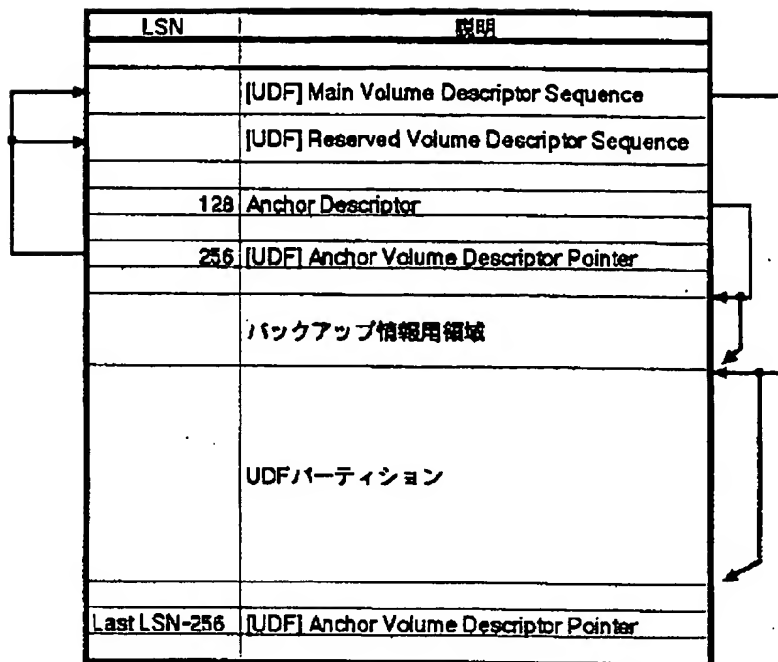 LSN 説明
[UDF] Main Volume Descriptor Sequence
[UDF] Reserved Volume Descriptor Sequence
128 Anchor Descriptor
256 [UDF] Anchor Volume Descriptor Pointer
バックアップ情報用領域
UDFパーティション
Last LSN-256 [UDF] Anchor Volume Descriptor Pointer